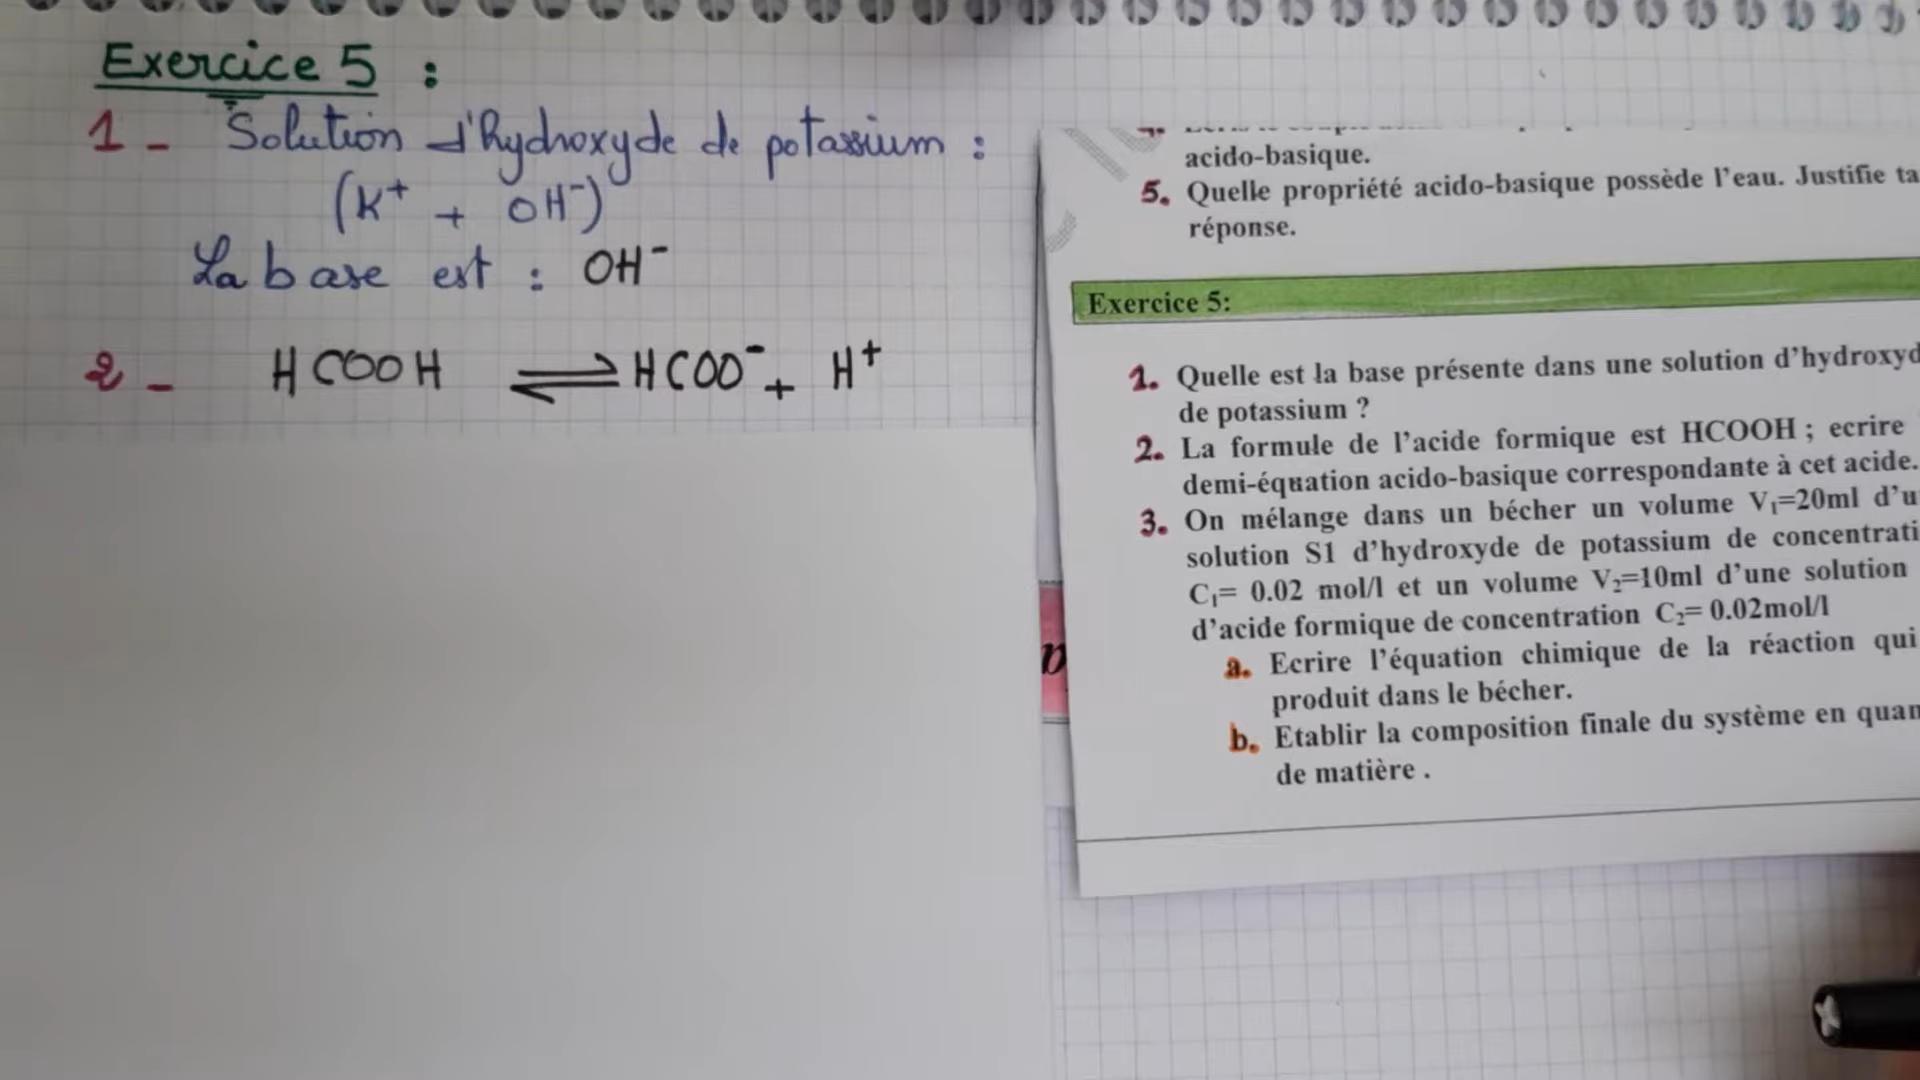 Exercice 5 :
1 - Solution d'hydroxyde de potassium :
(K+ + OH-)
La base est : OH-
2 - HCOOH ⇌ HCOO- + H+
acido-basique.
5. Quelle propriété acido-basique possède l'eau. Justifie ta
réponse.
Exercice 5:
1. Quelle est la base présente dans une solution d'hydroxyd
de potassium ?
2. La formule de l'acide formique est HCOOH ; ecrire
demi-équation acido-basique correspondante à cet acide.
3. On mélange dans un bécher un volume V1=20ml d'u
solution S1 d'hydroxyde de potassium de concentrati
C1= 0.02 mol/l et un volume V2=10ml d'une solution
d'acide formique de concentration C2= 0.02mol/l
a. Ecrire l'équation chimique de la réaction qui
produit dans le bécher.
b. Etablir la composition finale du système en quan
de matière .